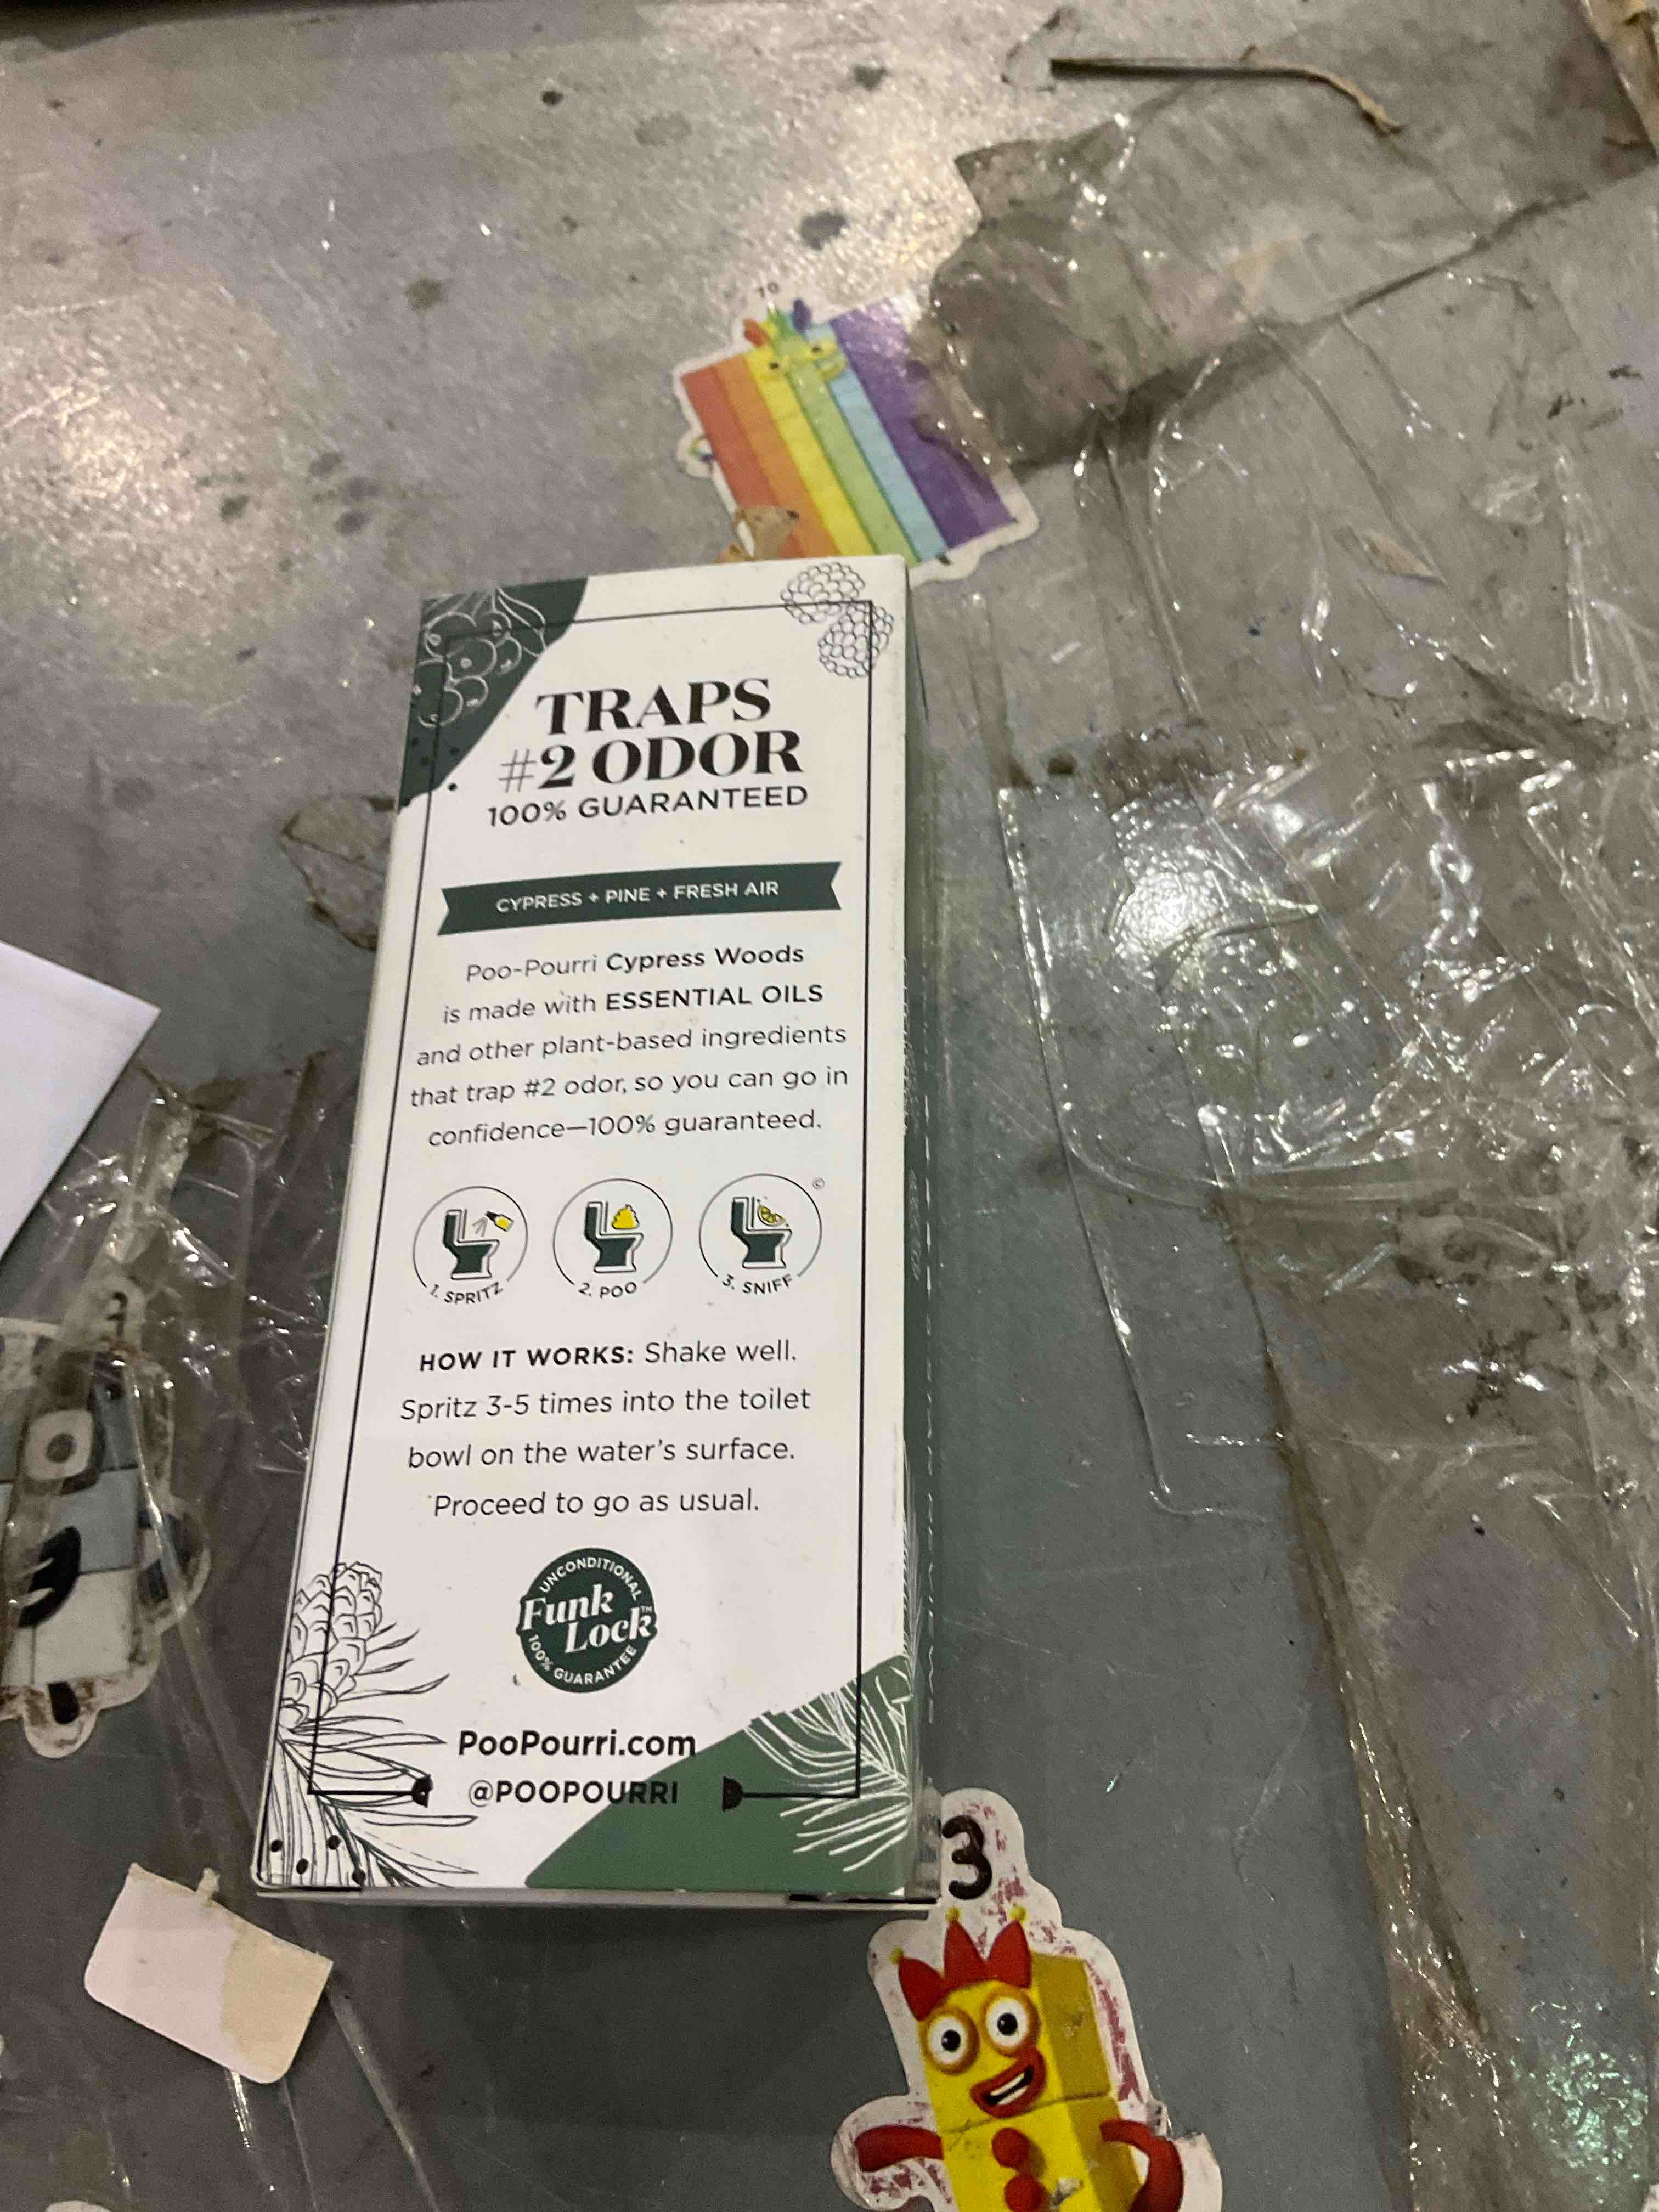 TRAPS
#2 ODOR
100% GUARANTEED
CYPRESS + PINE + FRESH AIR
Poo-Pourri Cypress Woods
is made with ESSENTIAL OILS
and other plant-based ingredients
that trap #2 odor, so you can go in
confidence—100% guaranteed.
©
1. SPRITZ
2. POO
3. SNIFF
HOW IT WORKS: Shake well.
Spritz 3-5 times into the toilet
bowl on the water's surface.
Proceed to go as usual.
UNCONDITIONAL
Funk
Lock™
100% GUARANTEE
PooPourri.com
@POOPOURRI
3